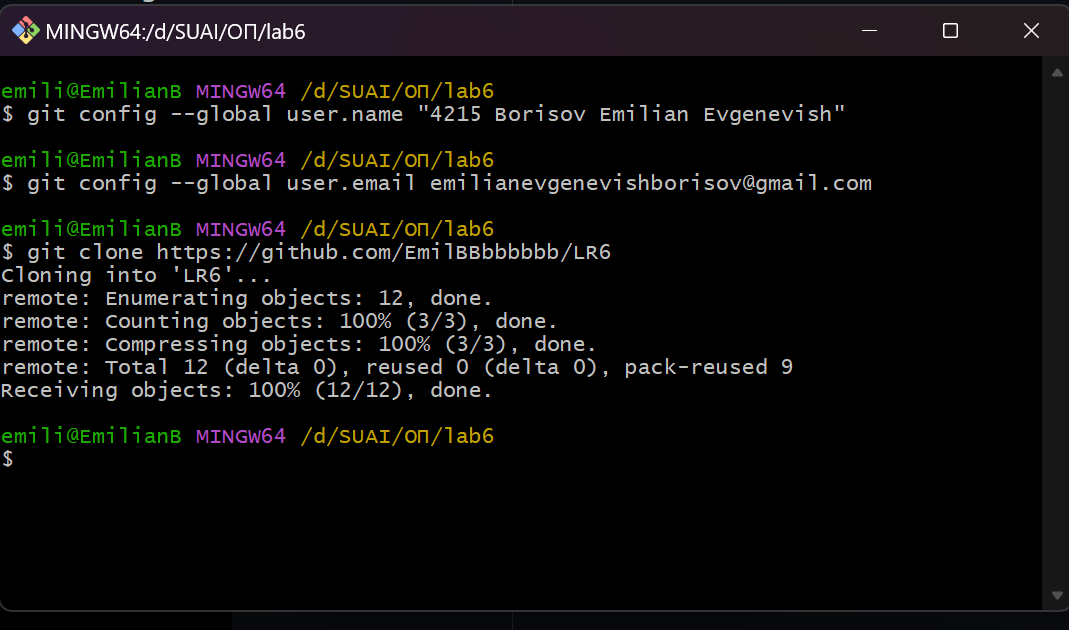 MINGW64:/d/SUAI/ОП/lab6
emili@EmilianB MINGW64 /d/SUAI/ОП/lab6
$ git config --global user.name "4215 Borisov Emilian Evgenevish"
emili@EmilianB MINGW64 /d/SUAI/ОП/lab6
$ git config --global user.email emilianevgenevishborisov@gmail.com
emili@EmilianB MINGW64 /d/SUAI/ОП/lab6
$ git clone https://github.com/EmilBBbbbbbb/LR6
Cloning into 'LR6'...
remote: Enumerating objects: 12, done.
remote: Counting objects: 100% (3/3), done.
remote: Compressing objects: 100% (3/3), done.
remote: Total 12 (delta 0), reused 0 (delta 0), pack-reused 9
Receiving objects: 100% (12/12), done.
emili@EmilianB MINGW64 /d/SUAI/ОП/lab6
$